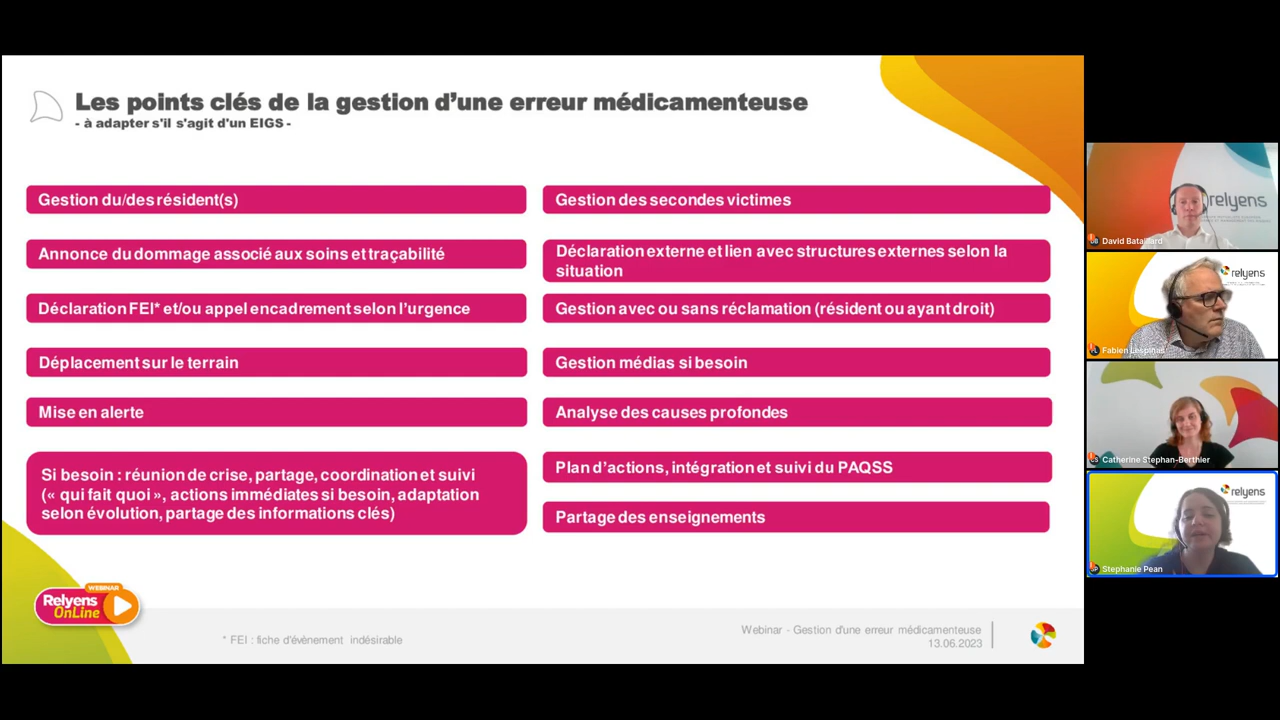 Les points clés de la gestion d'une erreur médicamenteuse
- à adapter s'il s'agit d'un EIGS -
Gestion du/des résident(s)
Annonce du dommage associé aux soins et traçabilité
Déclaration FEI* et/ou appel encadrement selon l'urgence
Déplacement sur le terrain
Mise en alerte
Si besoin : réunion de crise, partage, coordination et suivi
(« qui fait quoi », actions immédiates si besoin, adaptation
selon évolution, partage des informations clés)
Gestion des secondes victimes
Déclaration externe et lien avec structures externes selon la
situation
Gestion avec ou sans réclamation (résident ou ayant droit)
Gestion médias si besoin
Analyse des causes profondes
Plan d'actions, intégration et suivi du PAQSS
Partage des enseignements
WEBINAR
Relyens
OnLine
* FEI : fiche d'évènement indésirable
Webinar - Gestion d'une erreur médicamenteuse
13.06.2023
relyens
David Bataillard
relyens
Fabien Lespinas
Catherine Stephan-Berthier
relyens
Stephanie Pean